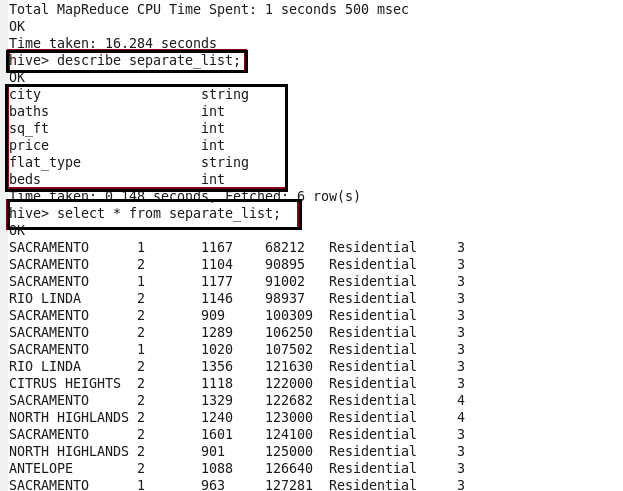 Total MapReduce CPU Time Spent: 1 seconds 500 msec
OK
Time taken: 16.284 seconds
hive> describe separate_list;
OK
city string
baths int
sq_ft int
price int
flat_type string
beds int
Time taken: 0.148 seconds, Fetched: 6 row(s)
hive> select * from separate_list;
OK
SACRAMENTO 1 1167 68212 Residential 3
SACRAMENTO 2 1104 90895 Residential 3
SACRAMENTO 1 1177 91002 Residential 3
RIO LINDA 2 1146 98937 Residential 3
SACRAMENTO 2 909 100309 Residential 3
SACRAMENTO 2 1289 106250 Residential 3
SACRAMENTO 1 1020 107502 Residential 3
RIO LINDA 2 1356 121630 Residential 3
CITRUS HEIGHTS 2 1118 122000 Residential 3
SACRAMENTO 2 1329 122682 Residential 4
NORTH HIGHLANDS 2 1240 123000 Residential 4
SACRAMENTO 2 1601 124100 Residential 3
NORTH HIGHLANDS 2 901 125000 Residential 3
ANTELOPE 2 1088 126640 Residential 3
SACRAMENTO 1 963 127281 Residential 3